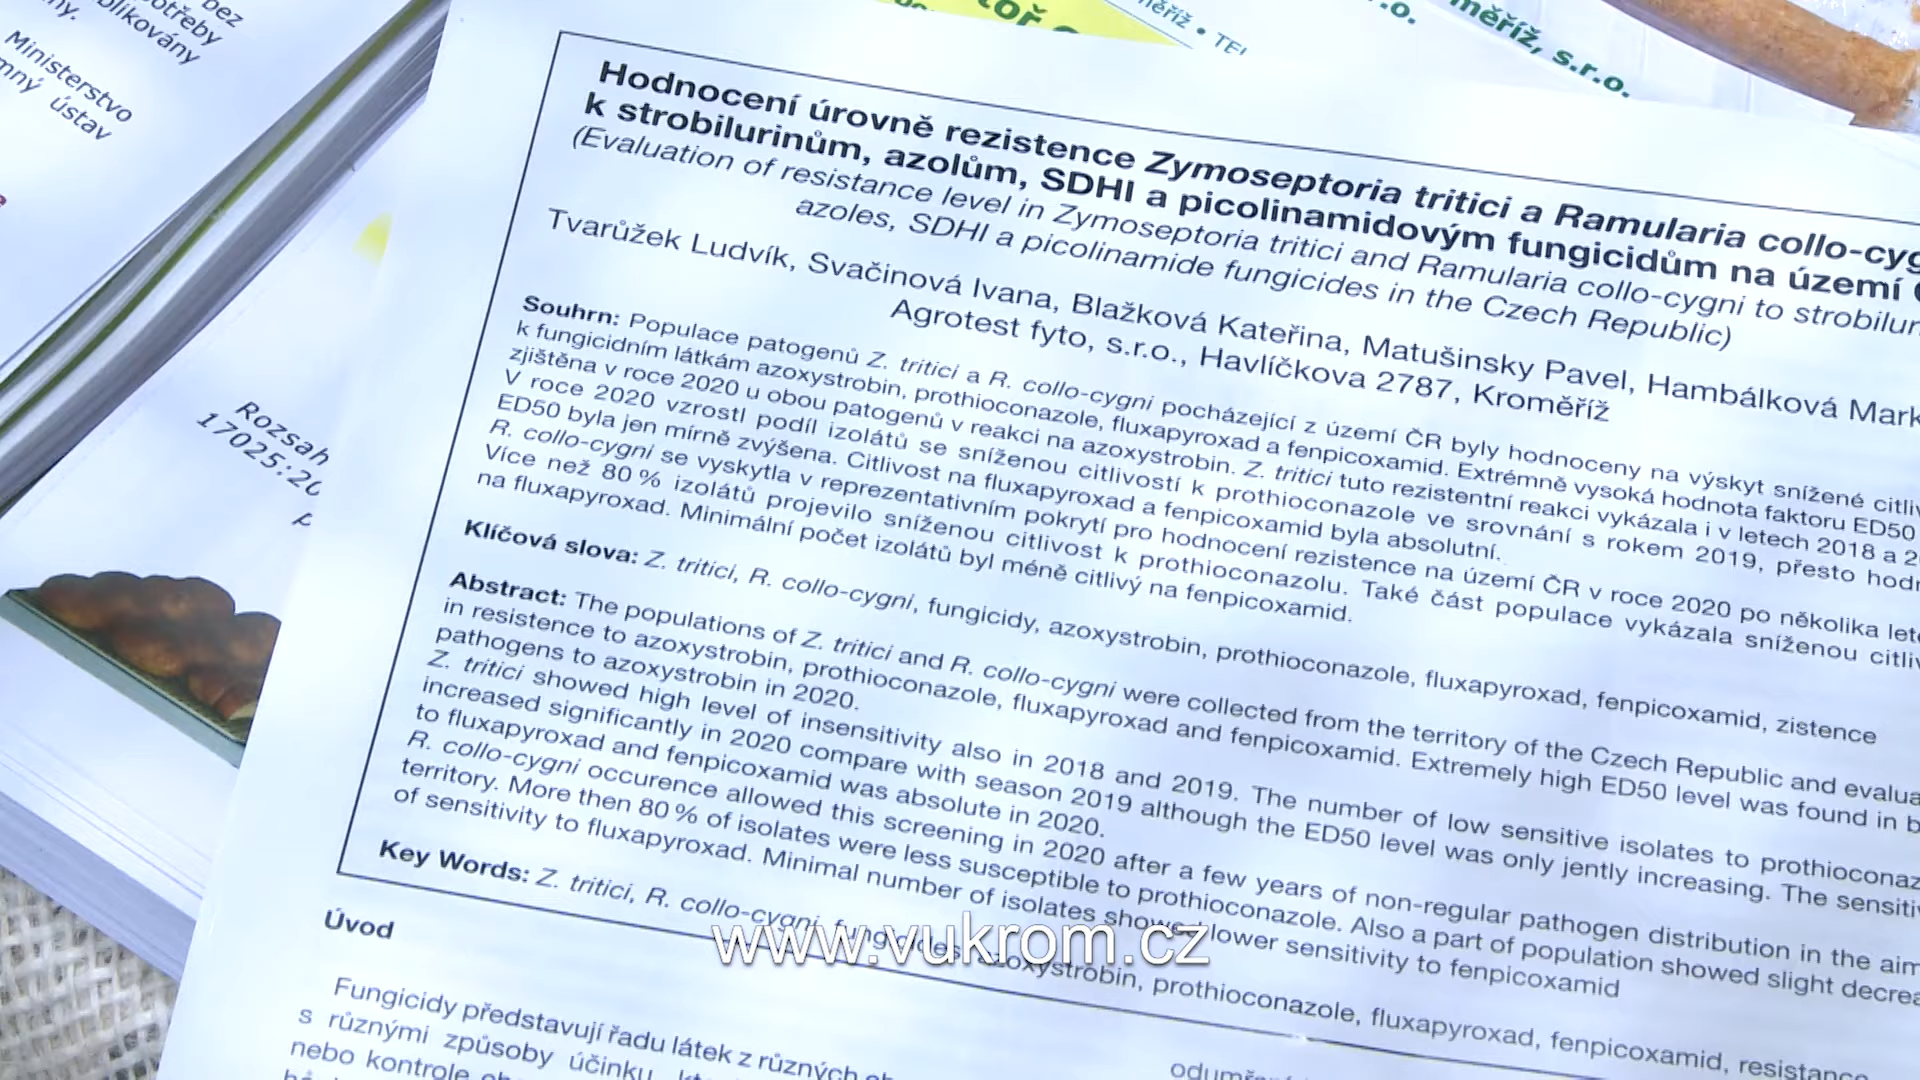 bez
potřeby
blikovány
Ministerstvo
mný ústav
Rozsah
měříž • TEL
měříž, s.r.o.
Hodnocení úrovně rezistence Zymoseptoria tritici a Ramularia collo-cyg
k strobilurinům, azolům, SDHI a picolinamidovým fungicidům na území
(Evaluation of resistance level in Zymoseptoria tritici and Ramularia collo-cygni to strobilur
azoles, SDHI a picolinamide fungicides in the Czech Republic)
Tvarůžek Ludvík, Svačinová Ivana, Blažková Kateřina, Matušinsky Pavel, Hambálková Mark
Agrotest fyto, s.r.o., Havlíčkova 2787, Kroměříž
Souhrn: Populace patogenů Z. tritici a R. collo-cygni pocházející z území ČR byly hodnoceny na výskyt snížené citliv
k fungicidním látkám azoxystrobin, prothioconazole, fluxapyroxad a fenpicoxamid. Extrémně vysoká hodnota faktoru ED50
zjištěna v roce 2020 u obou patogenů v reakci na azoxystrobin. Z. tritici tuto rezistentní reakci vykázala i v letech 2018 a 2
V roce 2020 vzrostl podíl izolátů se sníženou citlivostí k prothioconazole ve srovnání s rokem 2019, přesto hodn
ED50 byla jen mírně zvýšena. Citlivost na fluxapyroxad a fenpicoxamid byla absolutní.
R. collo-cygni se vyskytla v reprezentativním pokrytí pro hodnocení rezistence na území ČR v roce 2020 po několika lete
Více než 80 % izolátů projevilo sníženou citlivost k prothioconazolu. Také část populace vykázala sníženou citliv
na fluxapyroxad. Minimální počet izolátů byl méně citlivý na fenpicoxamid.
Klíčová slova: Z. tritici, R. collo-cygni, fungicidy, azoxystrobin, prothioconazole, fluxapyroxad, fenpicoxamid, zistence
Abstract: The populations of Z. tritici and R. collo-cygni were collected from the territory of the Czech Republic and evalua
in resistence to azoxystrobin, prothioconazole, fluxapyroxad and fenpicoxamid. Extremely high ED50 level was found in b
pathogens to azoxystrobin in 2020.
Z. tritici showed high level of insensitivity also in 2018 and 2019. The number of low sensitive isolates to prothioconaz
increased significantly in 2020 compare with season 2019 although the ED50 level was only jently increasing. The sensiti
to fluxapyroxad and fenpicoxamid was absolute in 2020.
R. collo-cygni occurence allowed this screening in 2020 after a few years of non-regular pathogen distribution in the aim
territory. More then 80 % of isolates were less susceptible to prothioconazole. Also a part of population showed slight decrea
of sensitivity to fluxapyroxad. Minimal number of isolates showed lower sensitivity to fenpicoxamid
Key Words: Z. tritici, R. collo-cygni, fungicides, azoxystrobin, prothioconazole, fluxapyroxad, fenpicoxamid, resistance
www.vukrom.cz
Úvod
Fungicidy představují řadu látek z různých
s různými způsoby účinku,
nebo kontrole